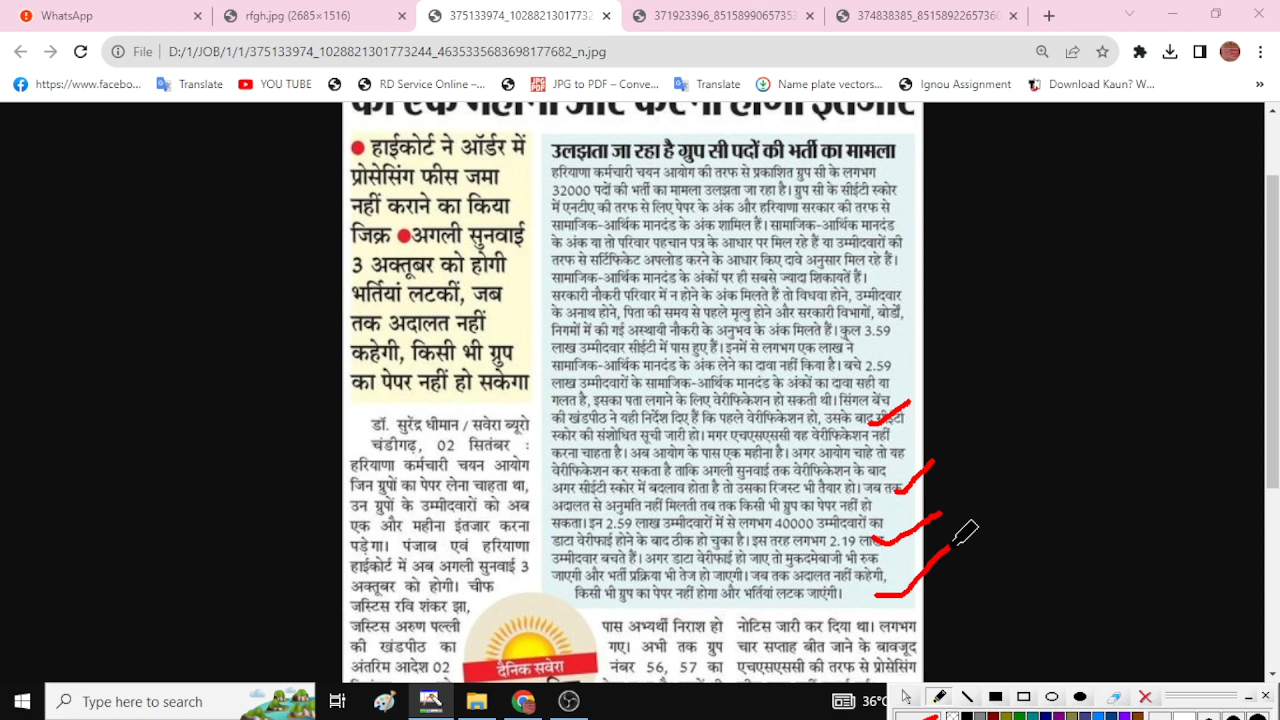 WhatsApp
rfgh.jpg (2685×1516)
375133974_10288213017732
371923396_8515899065735
374838385_85158922657360
File D:/1/JOB/1/1/375133974_1028821301773244_4635335683698177682_n.jpg
https://www.facebo...
Translate
YOU TUBE
RD Service Online –...
JPG to PDF – Conve...
Translate
Name plate vectors...
Ignou Assignment
Download Kaun? W...
»
को एक महीना और करना होगा इंतजार
हाईकोर्ट ने ऑर्डर में
प्रोसेसिंग फीस जमा
नहीं कराने का किया
जिक्र ●अगली सुनवाई
3 अक्तूबर को होगी
भर्तियां लटकीं, जब
तक अदालत नहीं
कहेगी, किसी भी ग्रुप
का पेपर नहीं हो सकेगा
डॉ. सुरेंद्र धीमान / सवेरा ब्यूरो
चंडीगढ़, 02 सितंबर :
हरियाणा कर्मचारी चयन आयोग
जिन ग्रुपों का पेपर लेना चाहता था,
उन ग्रुपों के उम्मीदवारों को अब
एक और महीना इंतजार करना
पड़ेगा। पंजाब एवं हरियाणा
हाईकोर्ट में अब अगली सुनवाई 3
अक्तूबर को होगी। चीफ
जस्टिस रवि शंकर झा,
जस्टिस अरुण पल्ली
की खंडपीठ का
अंतरिम आदेश 02
उलझता जा रहा है ग्रुप सी पदों की भर्ती का मामला
हरियाणा कर्मचारी चयन आयोग की तरफ से प्रकाशित ग्रुप सी के लगभग
32000 पदों की भर्ती का मामला उलझता जा रहा है। ग्रुप सी के सीईटी स्कोर
में एनटीए की तरफ से लिए पेपर के अंक और हरियाणा सरकार की तरफ से
सामाजिक-आर्थिक मानदंड के अंक शामिल हैं। सामाजिक-आर्थिक मानदंड
के अंक या तो परिवार पहचान पत्र के आधार पर मिल रहे हैं या उम्मीदवारों की
तरफ से सर्टिफिकेट अपलोड करने के आधार किए दावे अनुसार मिल रहे हैं।
सामाजिक-आर्थिक मानदंड के अंकों पर ही सबसे ज्यादा शिकायतें हैं।
सरकारी नौकरी परिवार में न होने के अंक मिलते हैं तो विधवा होने, उम्मीदवार
के अनाथ होने, पिता की समय से पहले मृत्यु होने और सरकारी विभागों, बोर्डों,
निगमों में की गई अस्थायी नौकरी के अनुभव के अंक मिलते हैं। कुल 3.59
लाख उम्मीदवार सीईटी में पास हुए हैं। इनमें से लगभग एक लाख ने
सामाजिक-आर्थिक मानदंड के अंक लेने का दावा नहीं किया है। बचे 2.59
लाख उम्मीदवारों के सामाजिक-आर्थिक मानदंड के अंकों का दावा सही या
गलत है, इसका पता लगाने के लिए वेरीफिकेशन हो सकती थी। सिंगल बेंच
की खंडपीठ ने यही निर्देश दिए हैं कि पहले वेरीफिकेशन हो, उसके बाद सीईटी
स्कोर की संशोधित सूची जारी हो। मगर एचएसएससी यह वेरीफिकेशन नहीं
करना चाहता है। अब आयोग के पास एक महीना है। अगर आयोग चाहे तो यह
वेरीफिकेशन कर सकता है ताकि अगली सुनवाई तक वेरीफिकेशन के बाद
अगर सीईटी स्कोर में बदलाव होता है तो उसका रिजस्ट भी तैयार हो। जब तक
अदालत से अनुमति नहीं मिलती तब तक किसी भी ग्रुप का पेपर नहीं हो
सकता। इन 2.59 लाख उम्मीदवारों में से लगभग 40000 उम्मीदवारों का
डाटा वेरीफाई होने के बाद ठीक हो चुका है। इस तरह लगभग 2.19 लाख
उम्मीदवार बचते हैं। अगर डाटा वेरीफाई हो जाए तो मुकदमेबाजी भी रुक
जाएगी और भर्ती प्रक्रिया भी तेज हो जाएगी। जब तक अदालत नहीं कहेगी,
किसी भी ग्रुप का पेपर नहीं होगा और भर्तियां लटक जाएंगी।
दैनिक सवेरा
पास अभ्यर्थी निराश हो
गए। अभी तक ग्रुप
नंबर 56, 57 का
नोटिस जारी कर दिया था। लगभग
चार सप्ताह बीत जाने के बावजूद
एचएसएससी की तरफ से प्रोसेसिंग
Type here to search
36°C